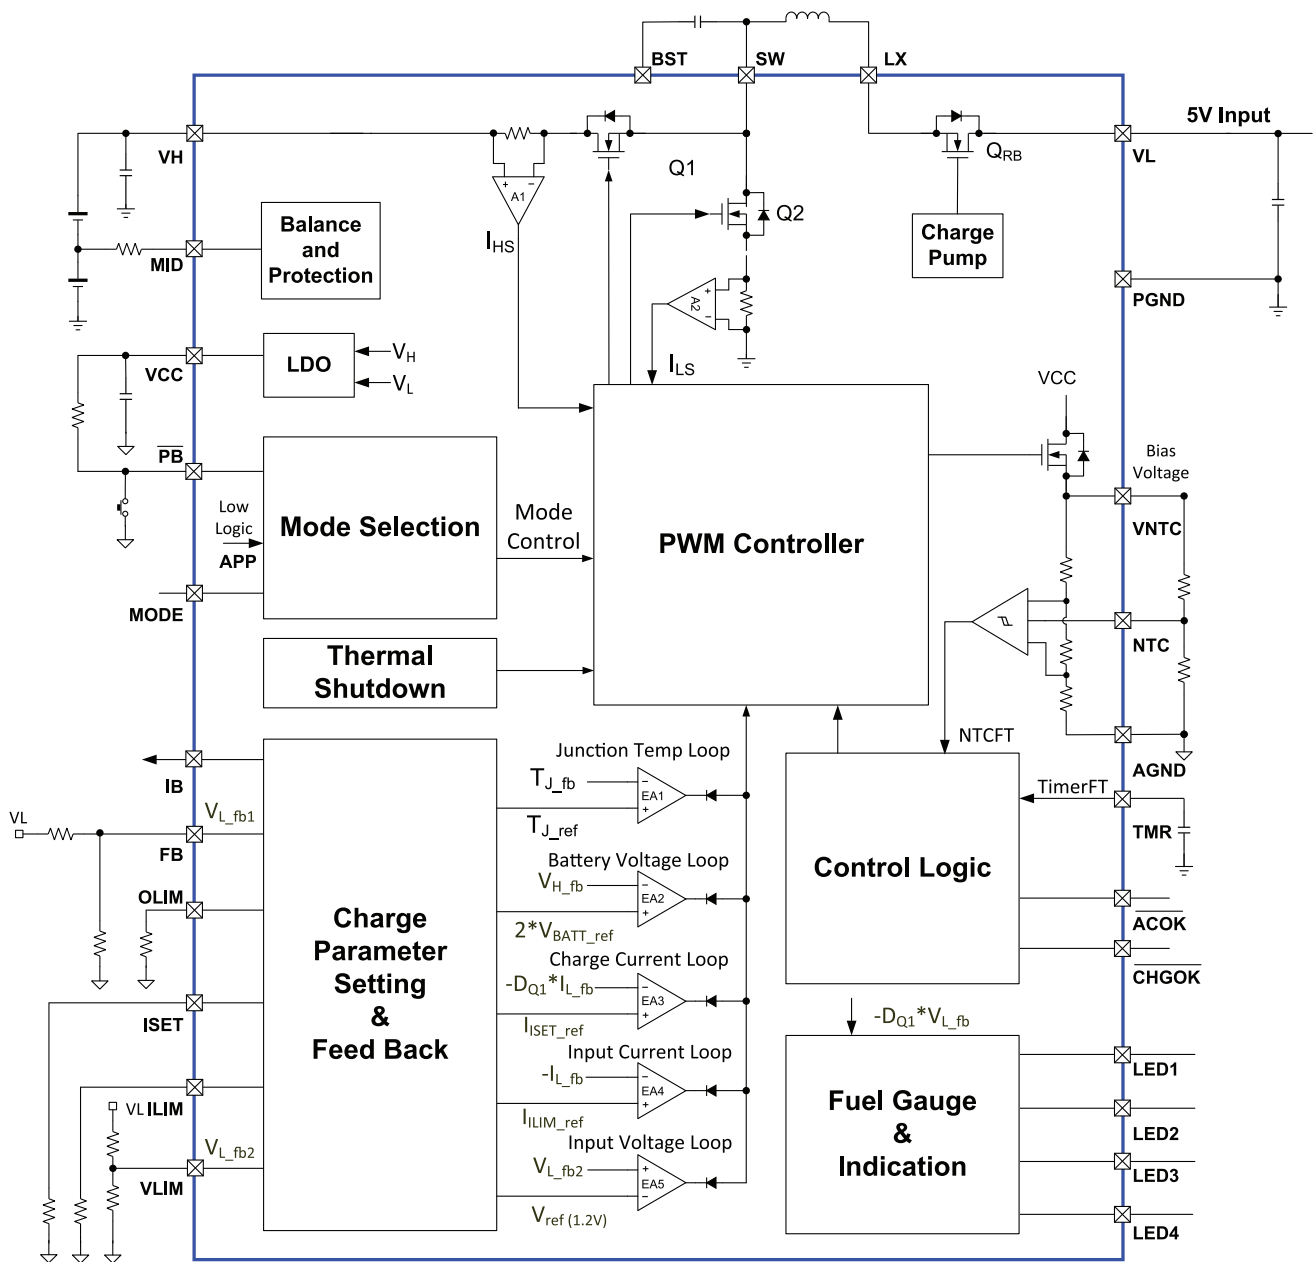 BST
SW
LX
5V Input
VH
VL
Q1
QRB
A1
+ −
Q2
IHS
Balance
and
Protection
MID
Charge
Pump
PGND
A2
+ −
ILS
LDO
VH
VL
VCC
VCC
PB
Bias
Voltage
VNTC
Low
Logic
APP
Mode Selection
Mode
Control
PWM Controller
MODE
NTC
Thermal
Shutdown
NTCFT
AGND
IB
Junction Temp Loop
TJ_fb
−
EA1
+
TJ_ref
TimerFT
TMR
VL
VL_fb1
FB
Battery Voltage Loop
VH_fb
−
EA2
+
2*VBATT_ref
Control Logic
OLIM
ACOK
Charge
Parameter
Setting
&
Feed Back
Charge Current Loop
-DQ1*IL_fb
−
EA3
+
IISET_ref
CHGOK
ISET
-DQ1*VL_fb
Input Current Loop
-IL_fb
−
EA4
+
IILIM_ref
VL
ILIM
LED1
Fuel Gauge
&
Indication
LED2
Input Voltage Loop
VL_fb2
+
EA5
−
Vref (1.2V)
VL_fb2
VLIM
LED3
LED4